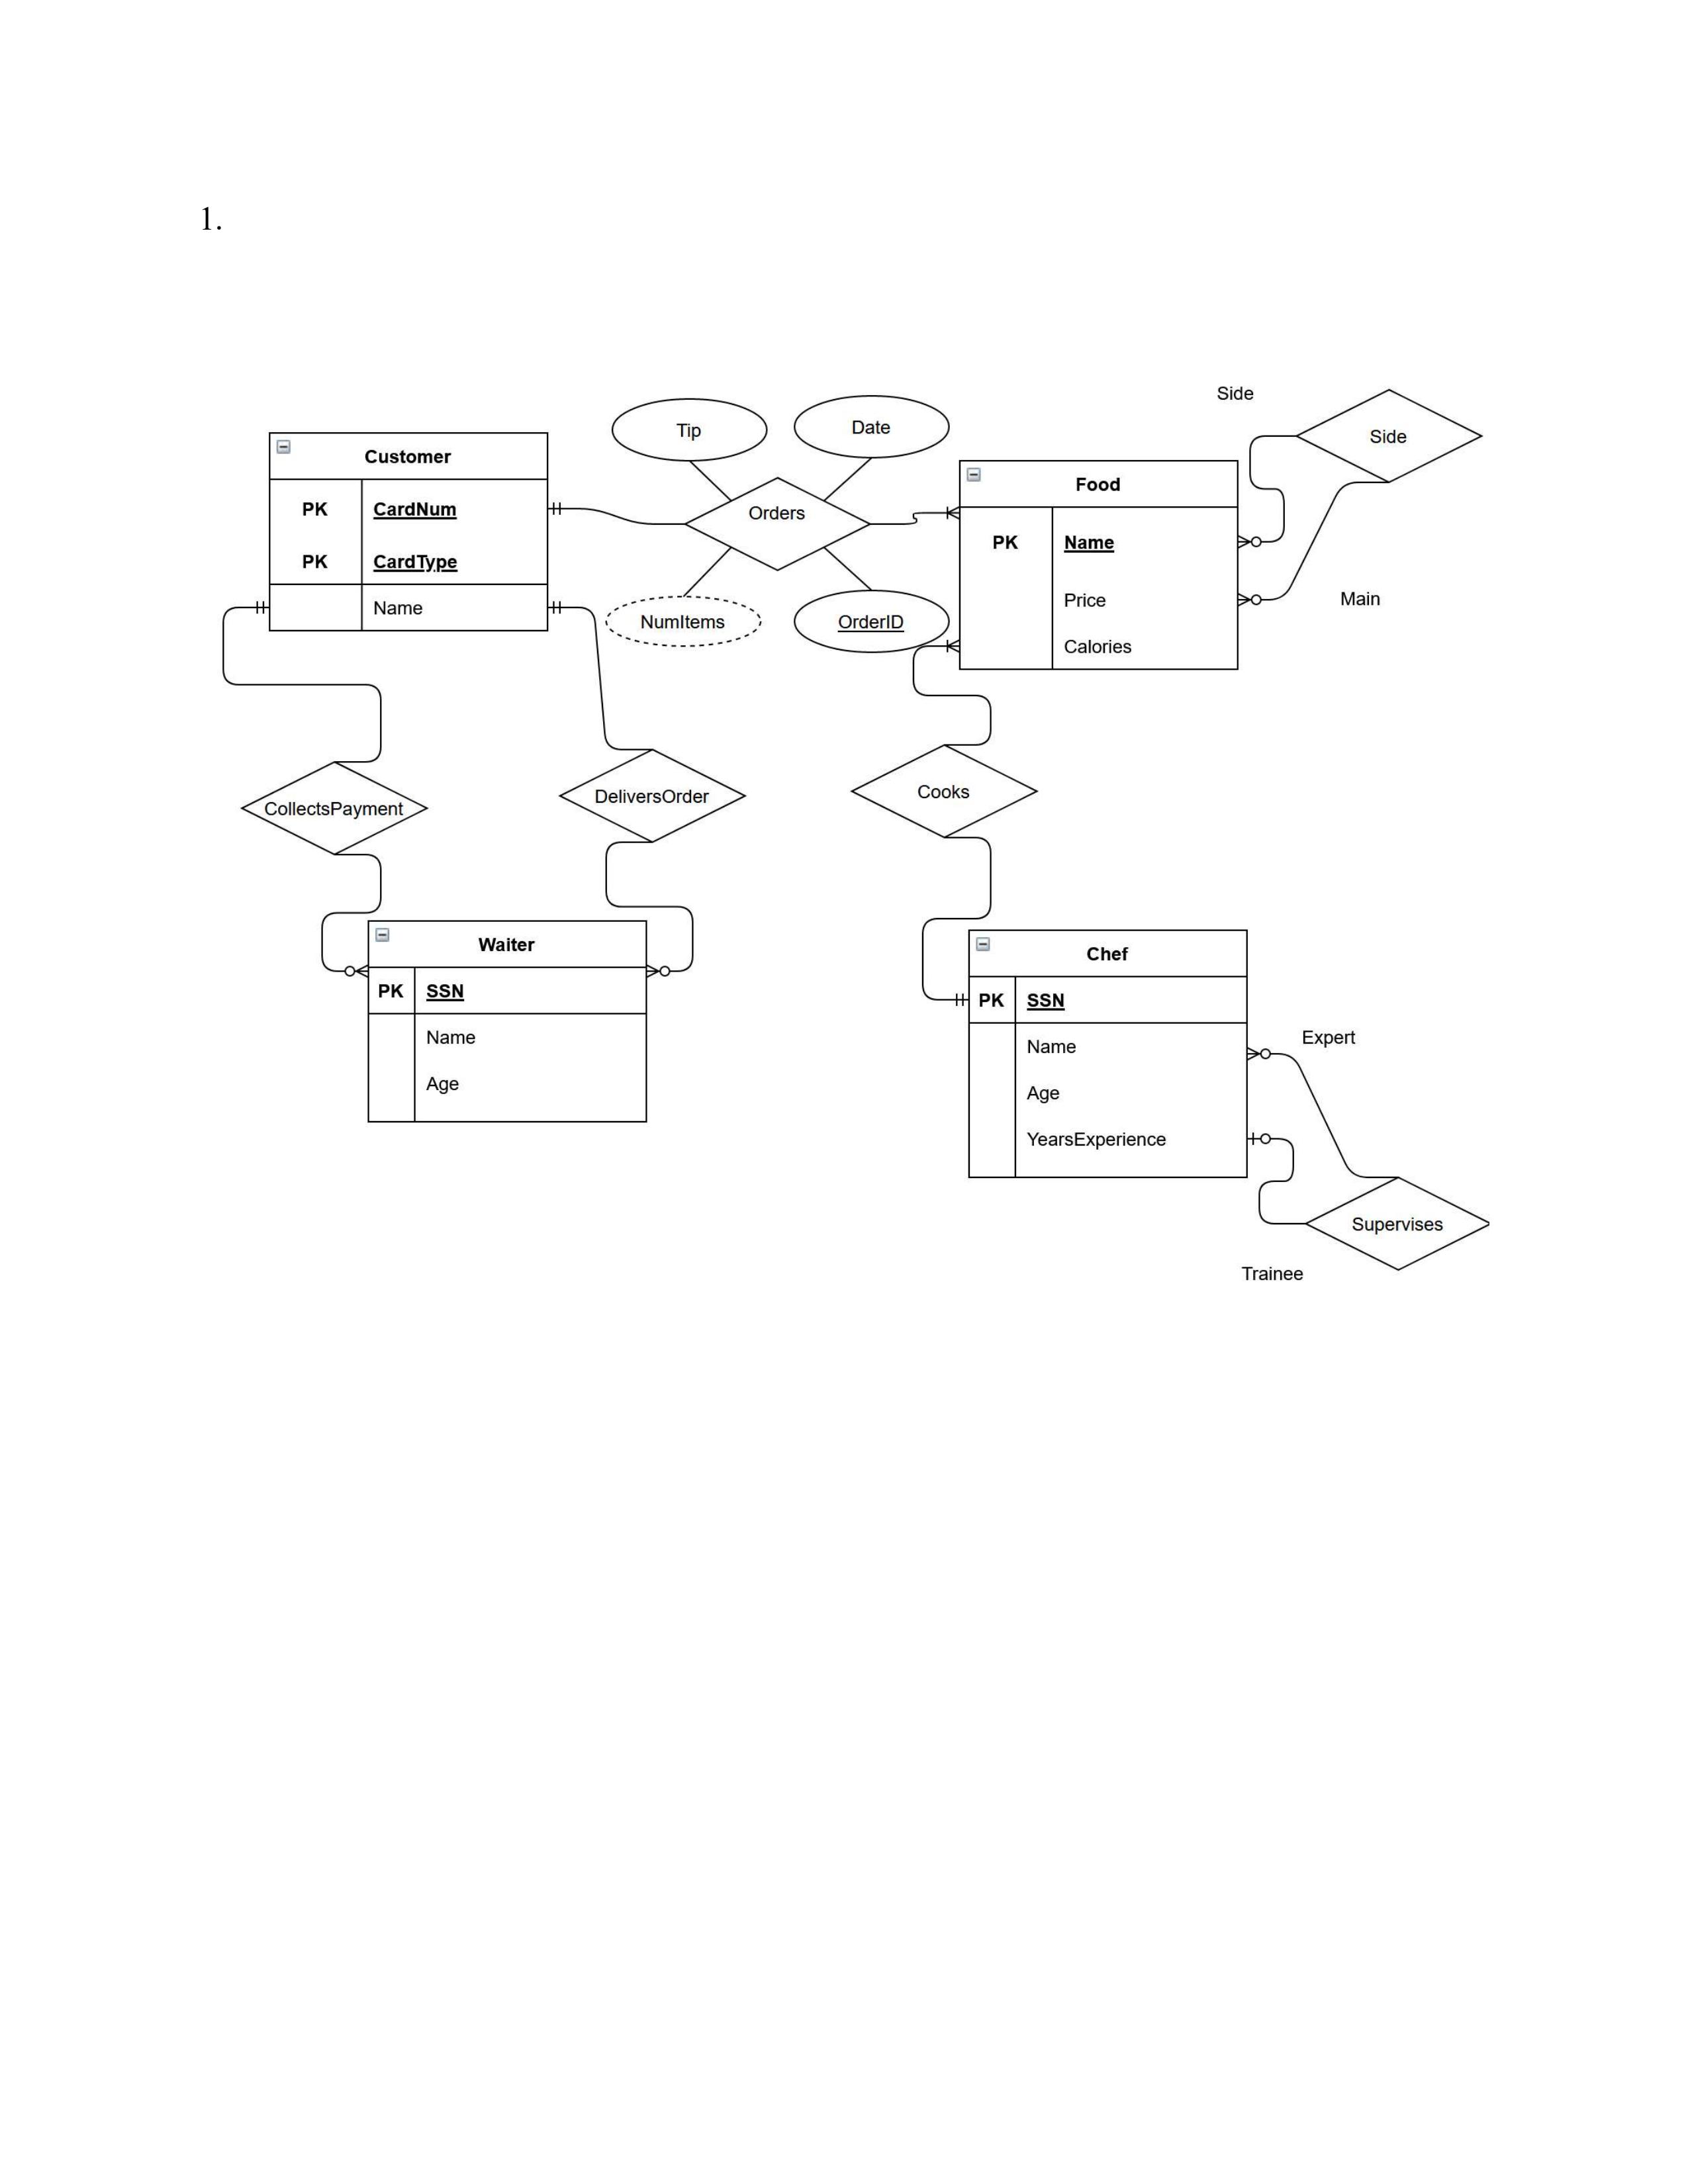 1.
Side
Side
Tip
Date
Customer
Food
Orders
PK CardNum
PK Name
PK CardType
Name
Price
Main
NumItems
OrderID
Calories
CollectsPayment
DeliversOrder
Cooks
Waiter
Chef
PK SSN
PK SSN
Name
Expert
Name
Age
Age
YearsExperience
Supervises
Trainee